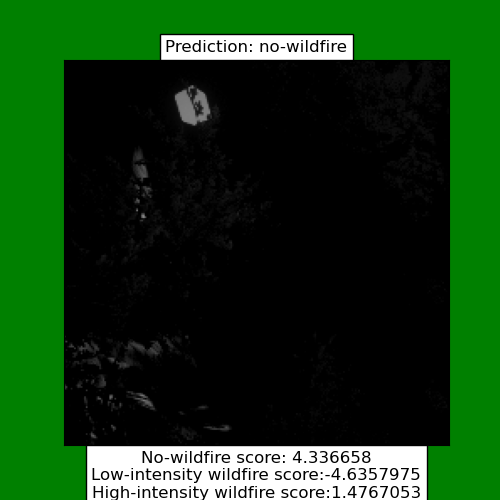 Prediction: no-wildfire
No-wildfire score: 4.336658
Low-intensity wildfire score:-4.6357975
High-intensity wildfire score:1.4767053